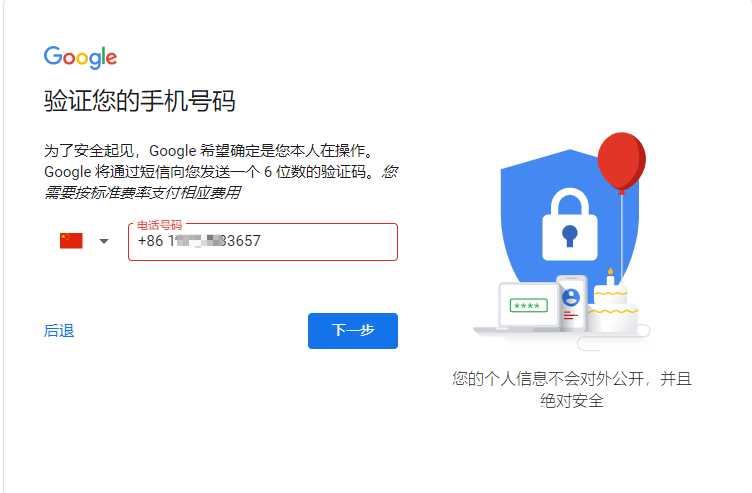 Google
验证您的手机号码
为了安全起见，Google 希望确定是您本人在操作。
Google 将通过短信向您发送一个 6 位数的验证码。您
需要按标准费率支付相应费用
电话号码
+86 1 33657
后退
下一步
****
您的个人信息不会对外公开，并且
绝对安全